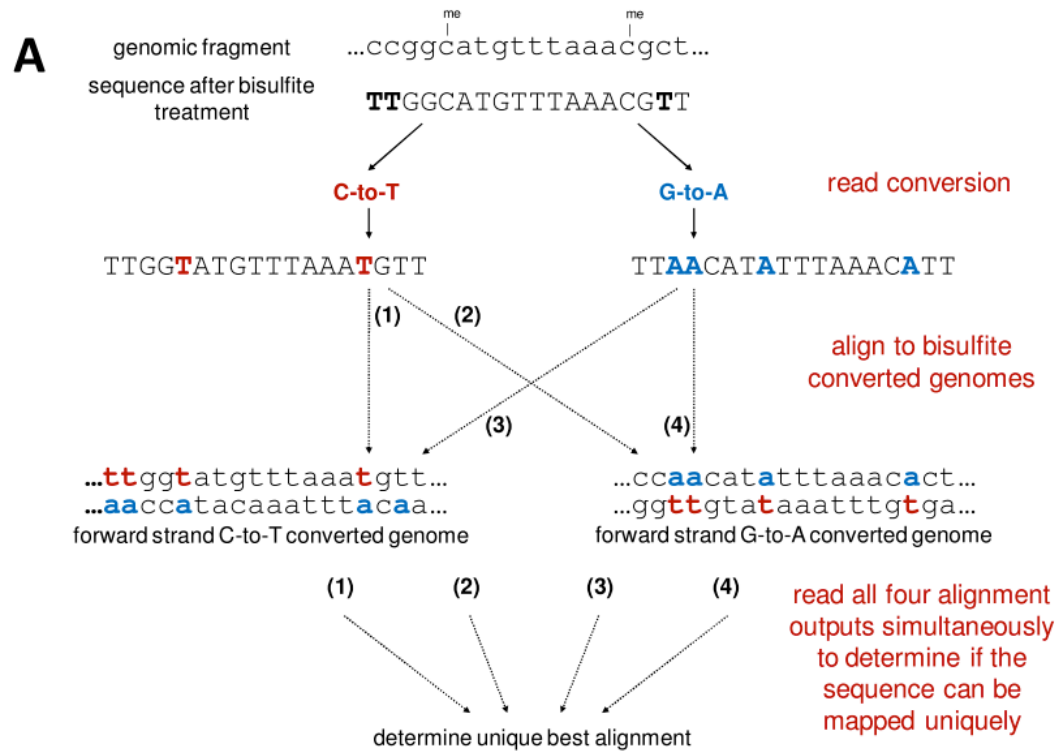 A
me me
genomic fragment ...ccggcatgtttaaacgct...
sequence after bisulfite
treatment
TTGGCATGTTTAAACGTT
C-to-T G-to-A read conversion
TTGGTATGTTTAAATGTT TTAACATATTTAAACATT
(1) (2)
align to bisulfite
converted genomes
(3) (4)
...ttggtatgtttaaatgtt... ...ccaacatatttaaacact...
...aaccatacaaatttacaa... ...ggttgtataaatttgtga...
forward strand C-to-T converted genome forward strand G-to-A converted genome
(1) (2) (3) (4)
read all four alignment
outputs simultaneously
to determine if the
sequence can be
mapped uniquely
determine unique best alignment